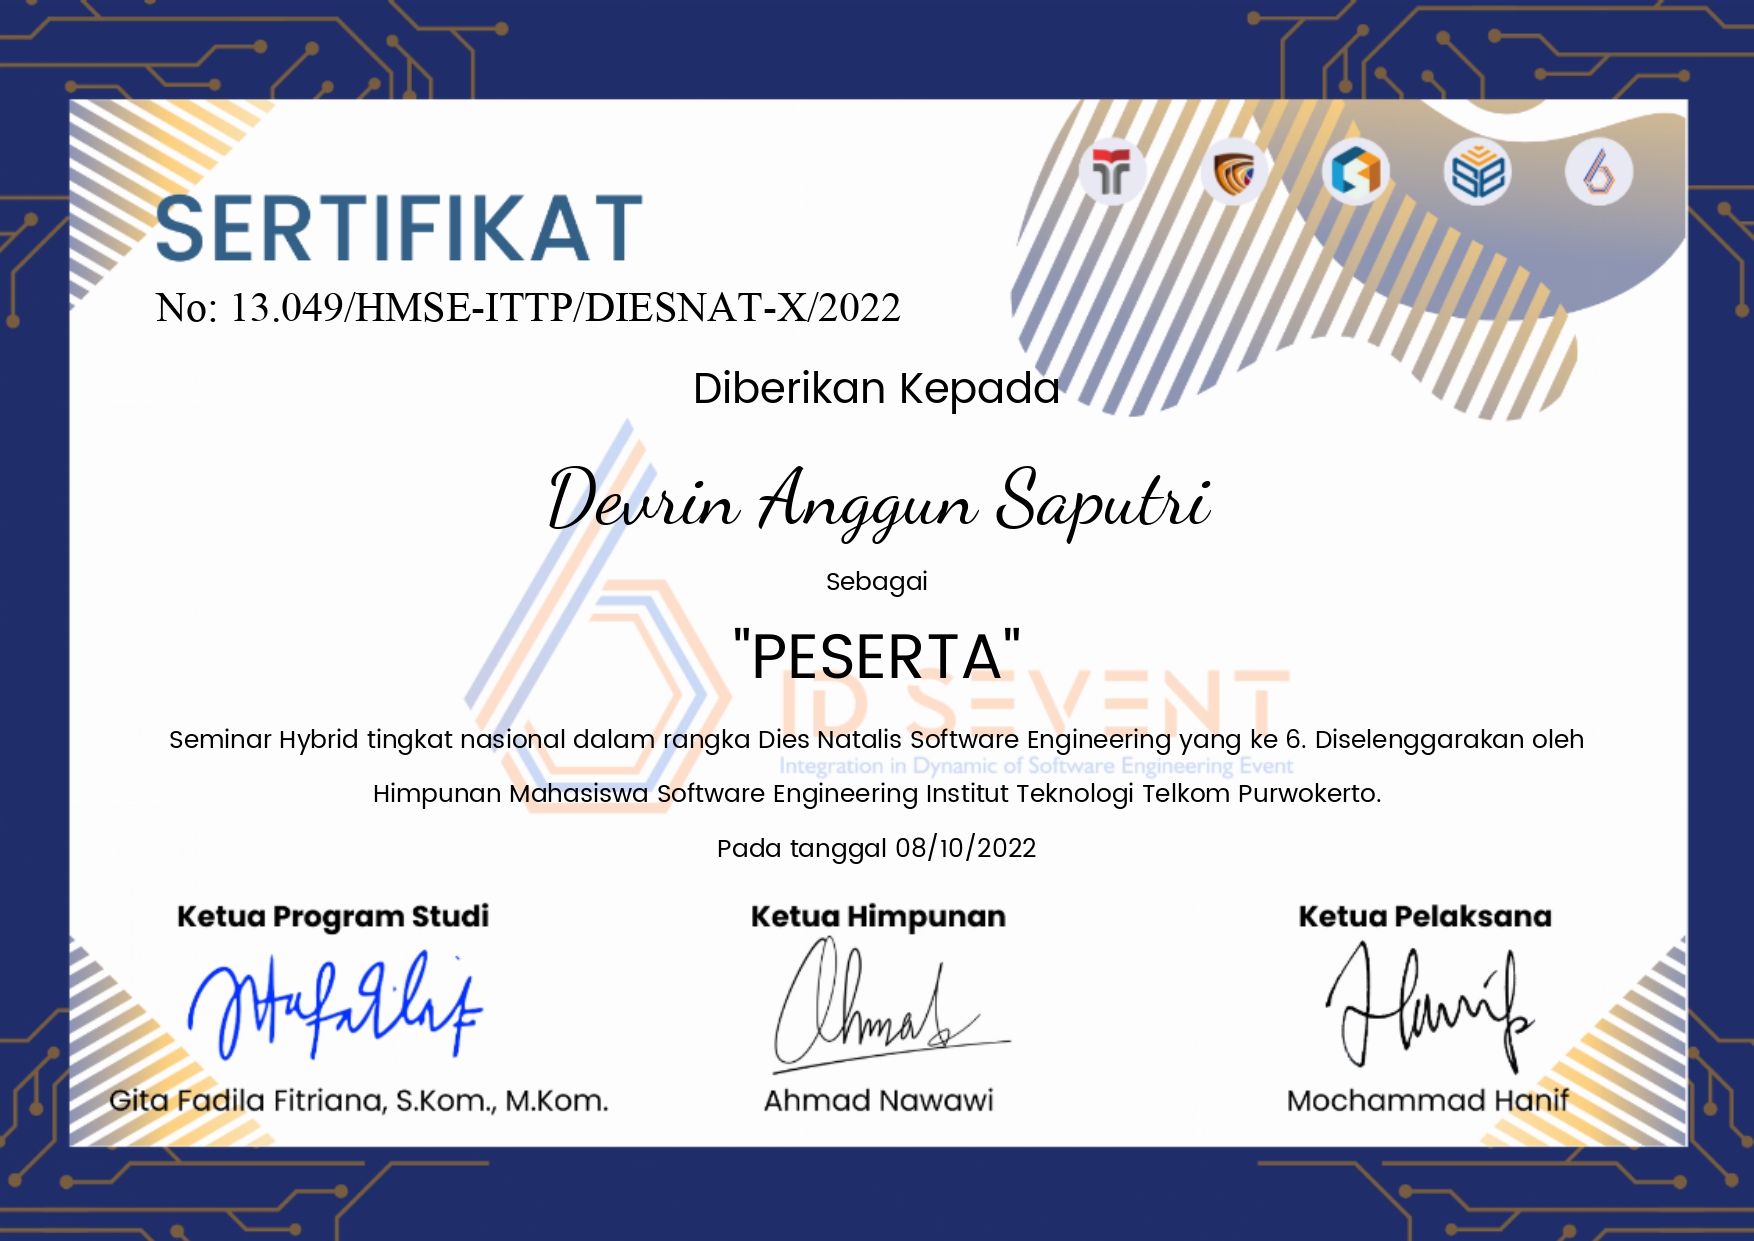 SERTIFIKAT
No: 13.049/HMSE-ITTP/DIESNAT-X/2022
Diberikan Kepada
Devrin Anggun Saputri
Sebagai
"PESERTA"
ID SEVENT
Seminar Hybrid tingkat nasional dalam rangka Dies Natalis Software Engineering yang ke 6. Diselenggarakan oleh
Integration in Dynamic of Software Engineering Event
Himpunan Mahasiswa Software Engineering Institut Teknologi Telkom Purwokerto.
Pada tanggal 08/10/2022
Ketua Program Studi Ketua Himpunan Ketua Pelaksana
Ahmad Hanif
Gita Fadila Fitriana, S.Kom., M.Kom. Ahmad Nawawi Mochammad Hanif